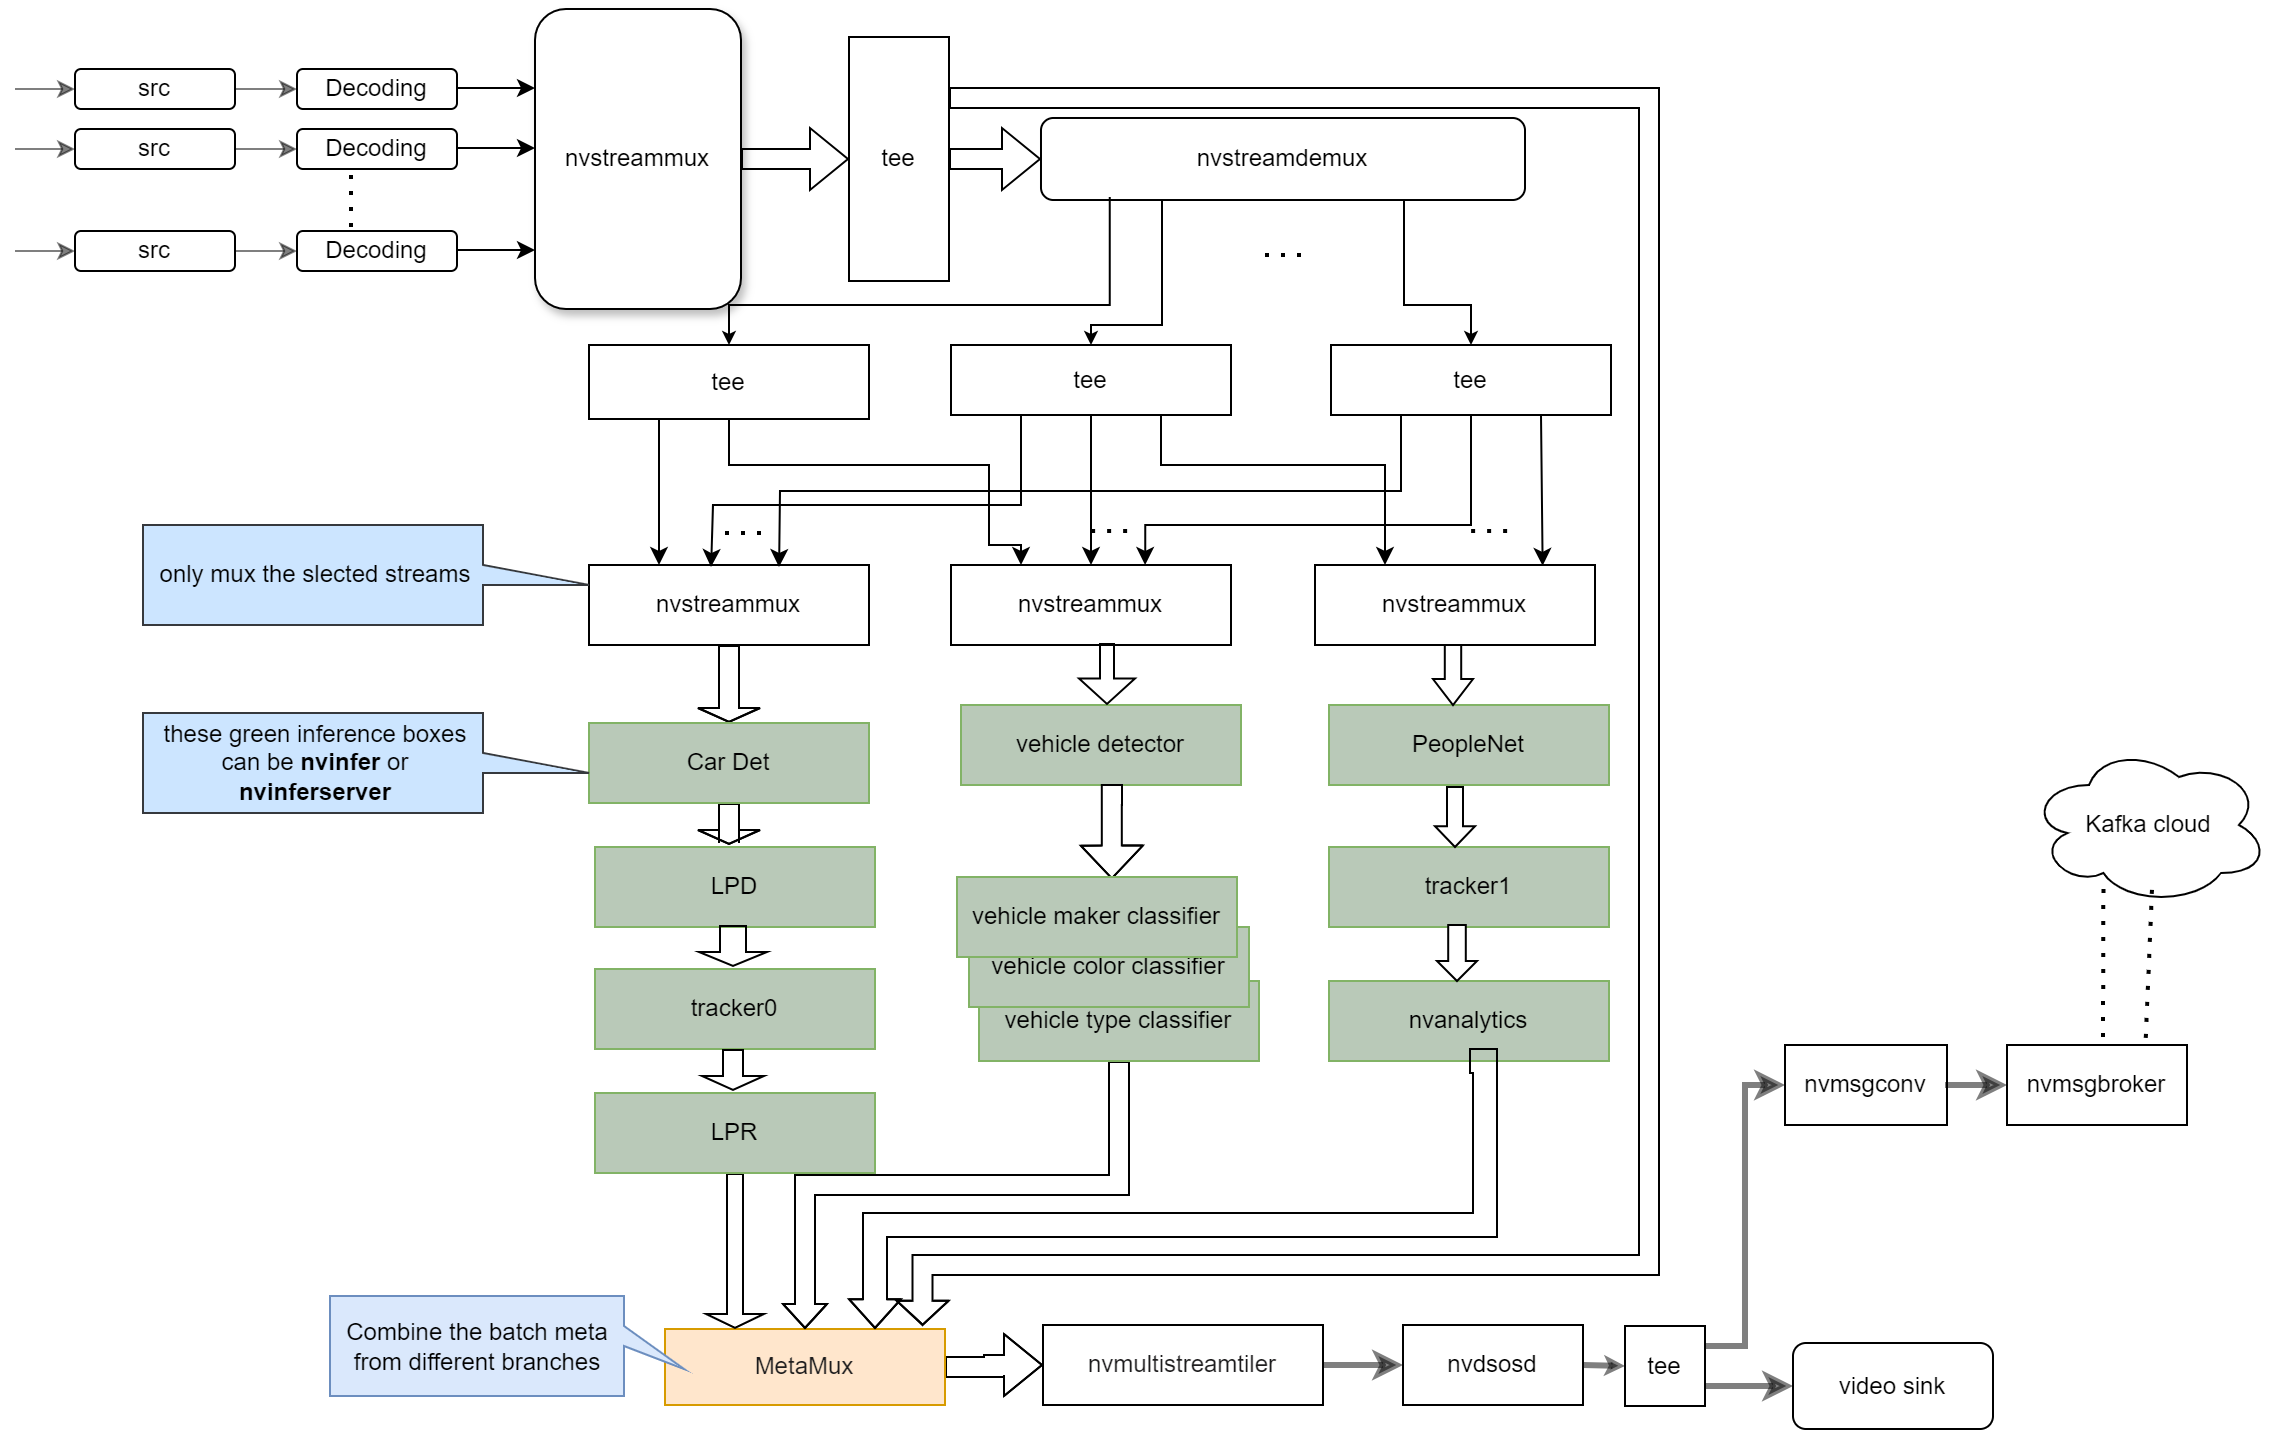 src
Decoding
src
Decoding
src
Decoding
nvstreammux
tee
nvstreamdemux
tee
tee
tee
only mux the slected streams
nvstreammux
nvstreammux
nvstreammux
these green inference boxes
can be nvinfer or
nvinferserver
Car Det
vehicle detector
PeopleNet
LPD
tracker1
vehicle maker classifier
vehicle color classifier
vehicle type classifier
tracker0
nvanalytics
LPR
Kafka cloud
nvmsgconv
nvmsgbroker
Combine the batch meta
from different branches
MetaMux
nvmultistreamtiler
nvdsosd
tee
video sink